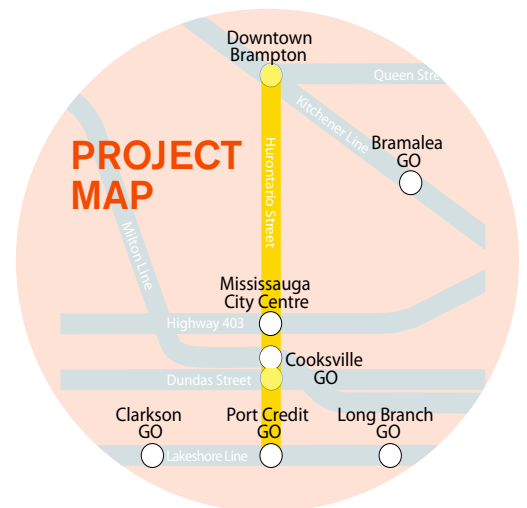 Downtown
Brampton
Queen Stre
Kitchener Line
Bramalea
GO
PROJECT
MAP
Hurontario Street
Milton Line
Mississauga
City Centre
Highway 403
Cooksville
GO
Dundas Street
Clarkson
GO
Port Credit
GO
Long Branch
GO
Lakeshore Line